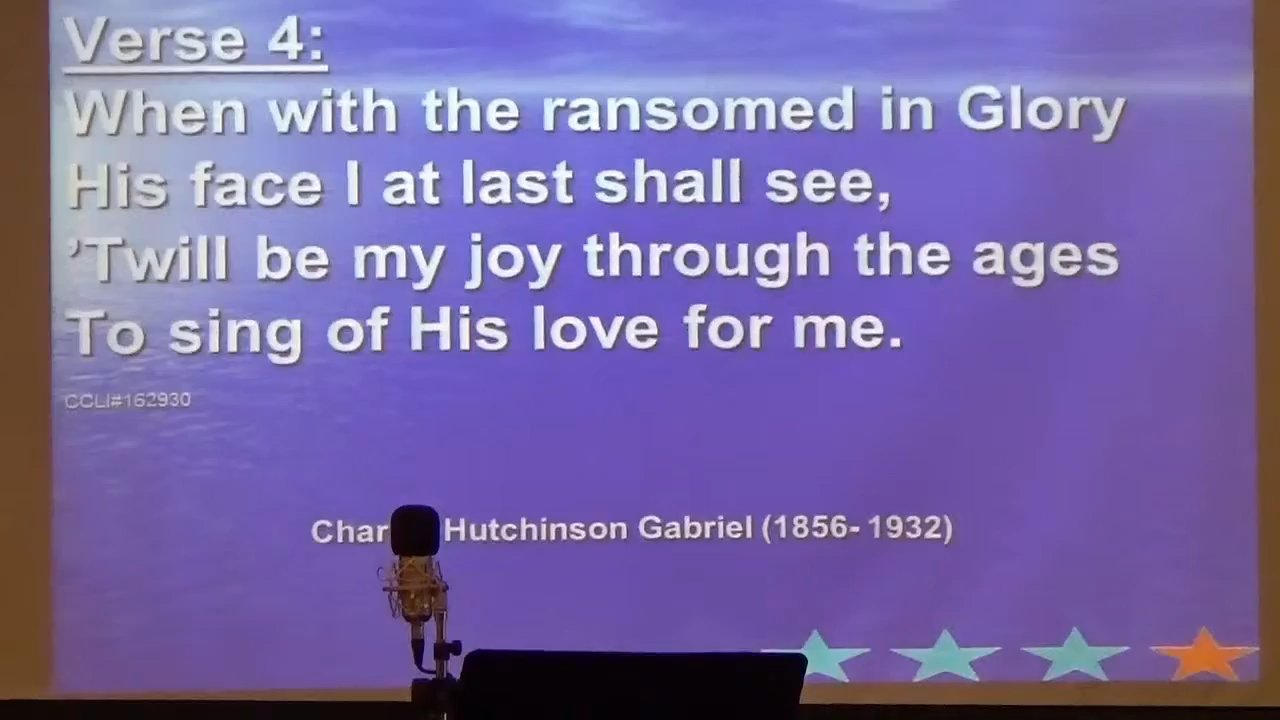 Verse 4:
When with the ransomed in Glory
His face I at last shall see,
’Twill be my joy through the ages
To sing of His love for me.
CCLI#162930
Char Hutchinson Gabriel (1856- 1932)